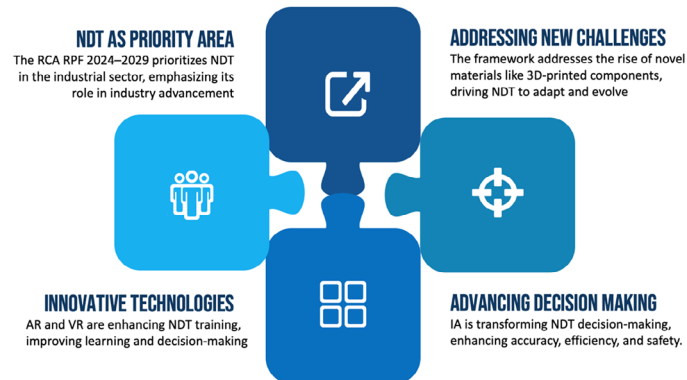 NDT AS PRIORITY AREA
The RCA RPF 2024–2029 prioritizes NDT
in the industrial sector, emphasizing its
role in industry advancement
ADDRESSING NEW CHALLENGES
The framework addresses the rise of novel
materials like 3D-printed components,
driving NDT to adapt and evolve
INNOVATIVE TECHNOLOGIES
AR and VR are enhancing NDT training,
improving learning and decision-making
ADVANCING DECISION MAKING
IA is transforming NDT decision-making,
enhancing accuracy, efficiency, and safety.